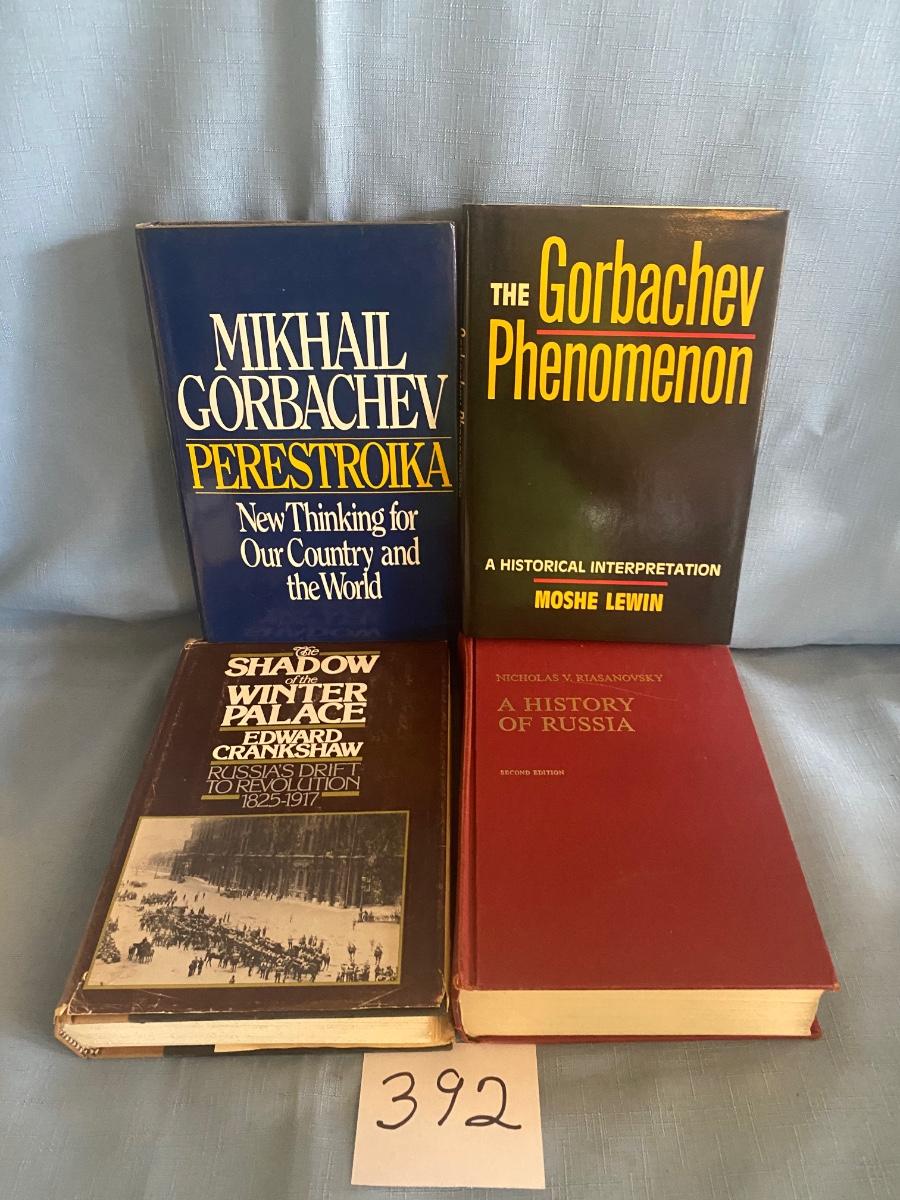 MIKHAIL
GORBACHEV
PERESTROIKA
New Thinking for
Our Country and
the World
THE Gorbachev
Phenomenon
A HISTORICAL INTERPRETATION
MOSHE LEWIN
The
SHADOW
of the
WINTER
PALACE
EDWARD
CRANKSHAW
RUSSIA'S DRIFT
TO REVOLUTION
1825-1917
NICHOLAS V. RIASANOVSKY
A HISTORY
OF RUSSIA
SECOND EDITION
392